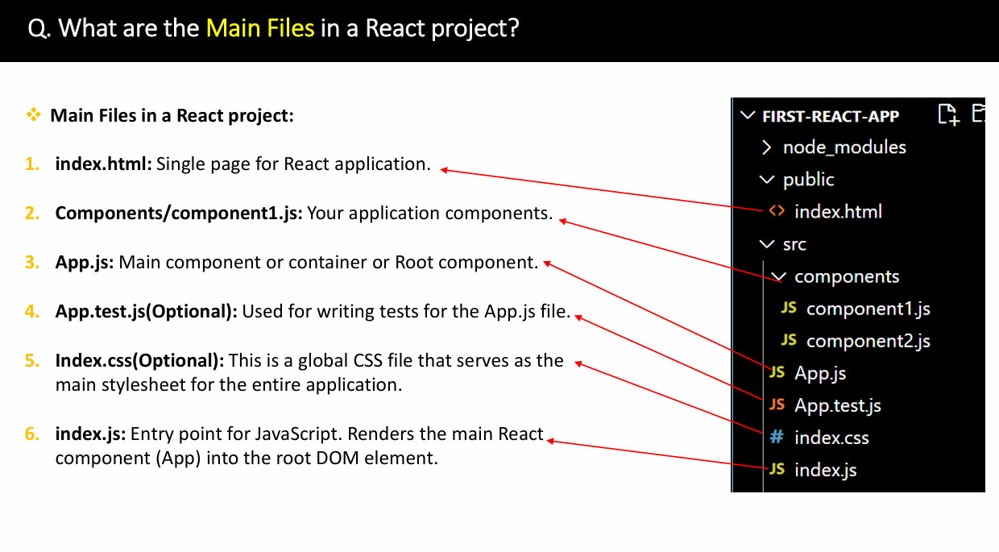 Q. What are the Main Files in a React project?
Main Files in a React project:
1. index.html: Single page for React application.
2. Components/component1.js: Your application components.
3. App.js: Main component or container or Root component.
4. App.test.js(Optional): Used for writing tests for the App.js file.
5. Index.css(Optional): This is a global CSS file that serves as the
main stylesheet for the entire application.
6. index.js: Entry point for JavaScript. Renders the main React
component (App) into the root DOM element.
FIRST-REACT-APP
node_modules
public
<> index.html
src
components
JS component1.js
JS component2.js
JS App.js
JS App.test.js
# index.css
JS index.js